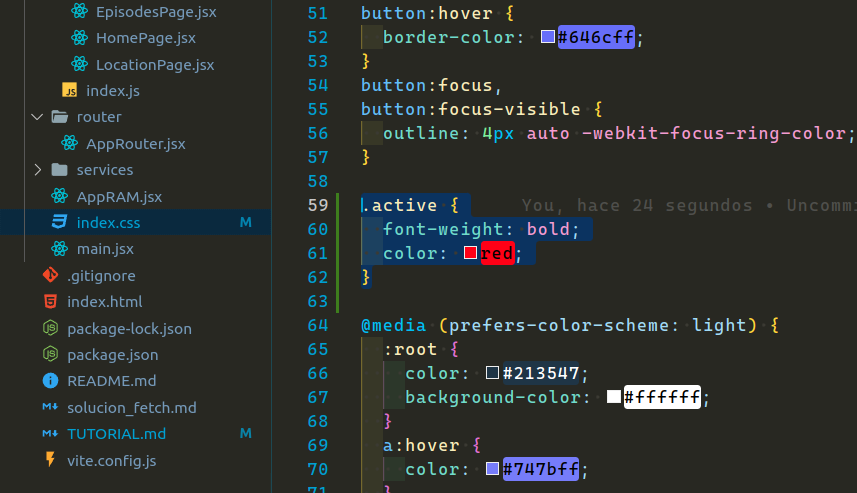 EpisodesPage.jsx
HomePage.jsx
LocationPage.jsx
JS index.js
router
AppRouter.jsx
services
AppRAM.jsx
index.css M
main.jsx
.gitignore
index.html
package-lock.json
package.json
README.md
solucion_fetch.md
TUTORIAL.md M
vite.config.js
51 button:hover {
52 border-color: #646cff;
53 }
54 button:focus,
55 button:focus-visible {
56 outline: 4px auto -webkit-focus-ring-color;
57 }
58
59 .active { You, hace 24 segundos • Uncommi
60 font-weight: bold;
61 color: red;
62 }
63
64 @media (prefers-color-scheme: light) {
65 :root {
66 color: #213547;
67 background-color: #ffffff;
68 }
69 a:hover {
70 color: #747bff;
71 }